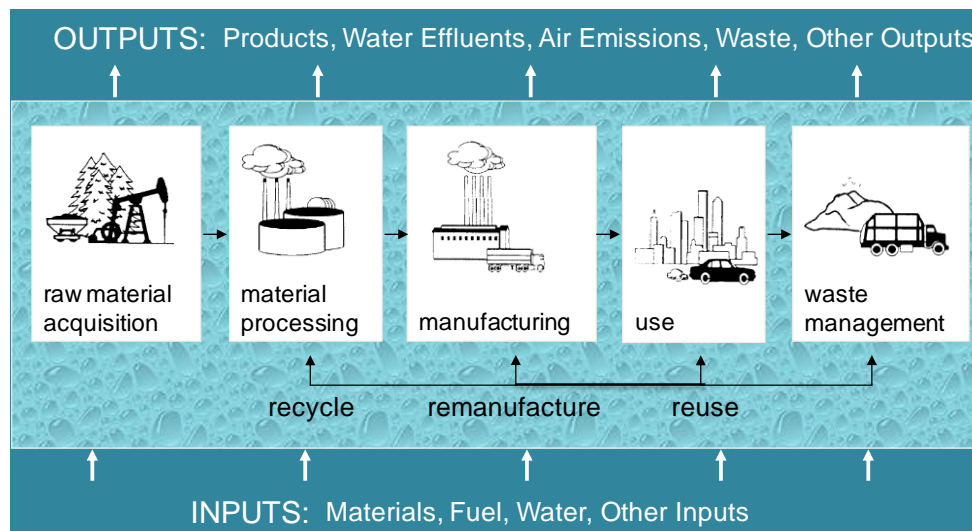 OUTPUTS: Products, Water Effluents, Air Emissions, Waste, Other Outputs
raw material
acquisition
material
processing
manufacturing
use
waste
management
recycle
remanufacture
reuse
INPUTS: Materials, Fuel, Water, Other Inputs